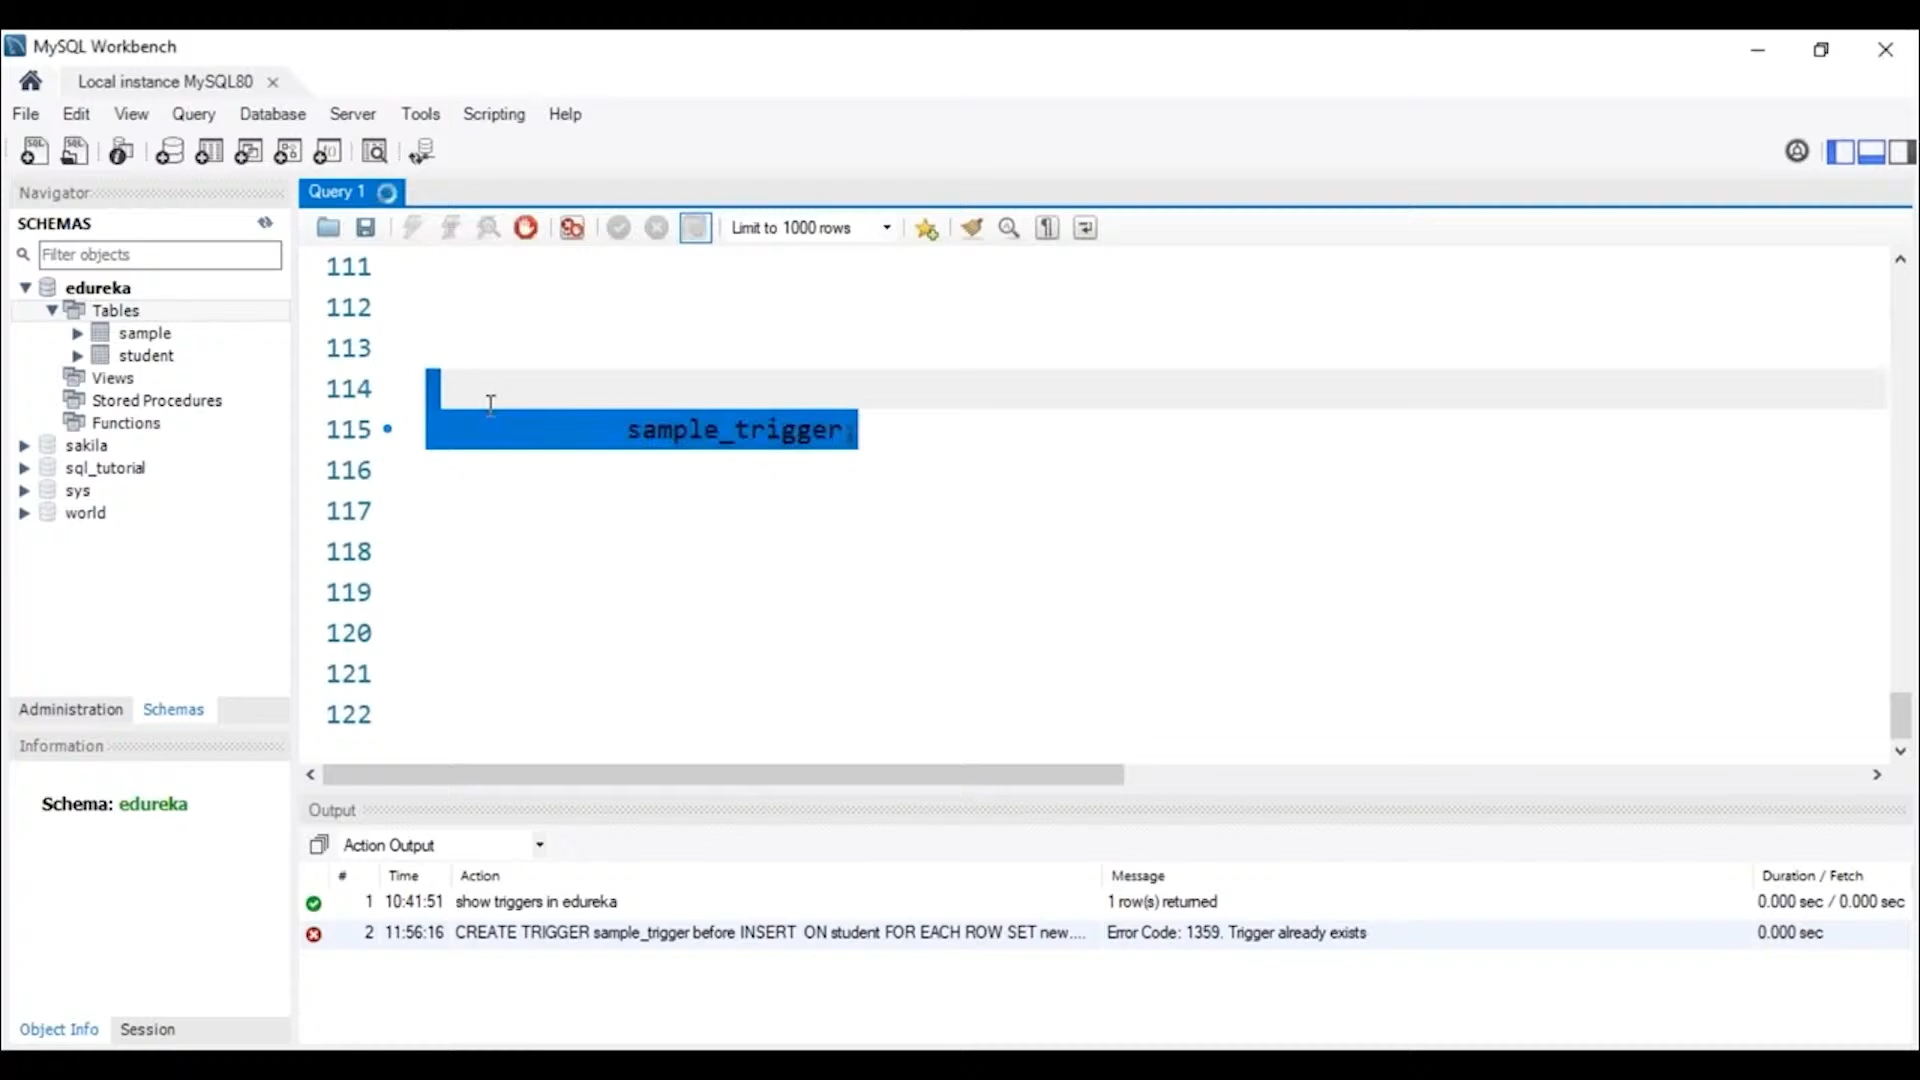 MySQL Workbench
Local instance MySQL80
File Edit View Query Database Server Tools Scripting Help
Navigator
SCHEMAS
Filter objects
edureka
Tables
sample
student
Views
Stored Procedures
Functions
sakila
sql_tutorial
sys
world
Administration Schemas
Information
Schema: edureka
Object Info Session
Query 1
Limit to 1000 rows
111
112
113
114
115 sample_trigger;
116
117
118
119
120
121
122
Output
Action Output
# Time Action Message Duration / Fetch
1 10:41:51 show triggers in edureka 1 row(s) returned 0.000 sec / 0.000 sec
2 11:56:16 CREATE TRIGGER sample_trigger before INSERT ON student FOR EACH ROW SET new.... Error Code: 1359. Trigger already exists 0.000 sec